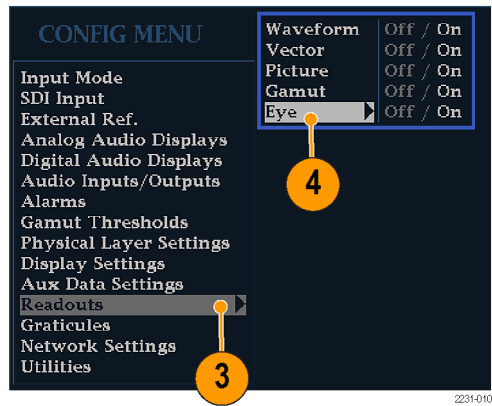 CONFIG MENU
Input Mode
SDI Input
External Ref.
Analog Audio Displays
Digital Audio Displays
Audio Inputs/Outputs
Alarms
Gamut Thresholds
Physical Layer Settings
Display Settings
Aux Data Settings
Readouts
Graticules
Network Settings
Utilities
3
Waveform Off / On
Vector Off / On
Picture Off / On
Gamut Off / On
Eye Off / On
4
2231-010